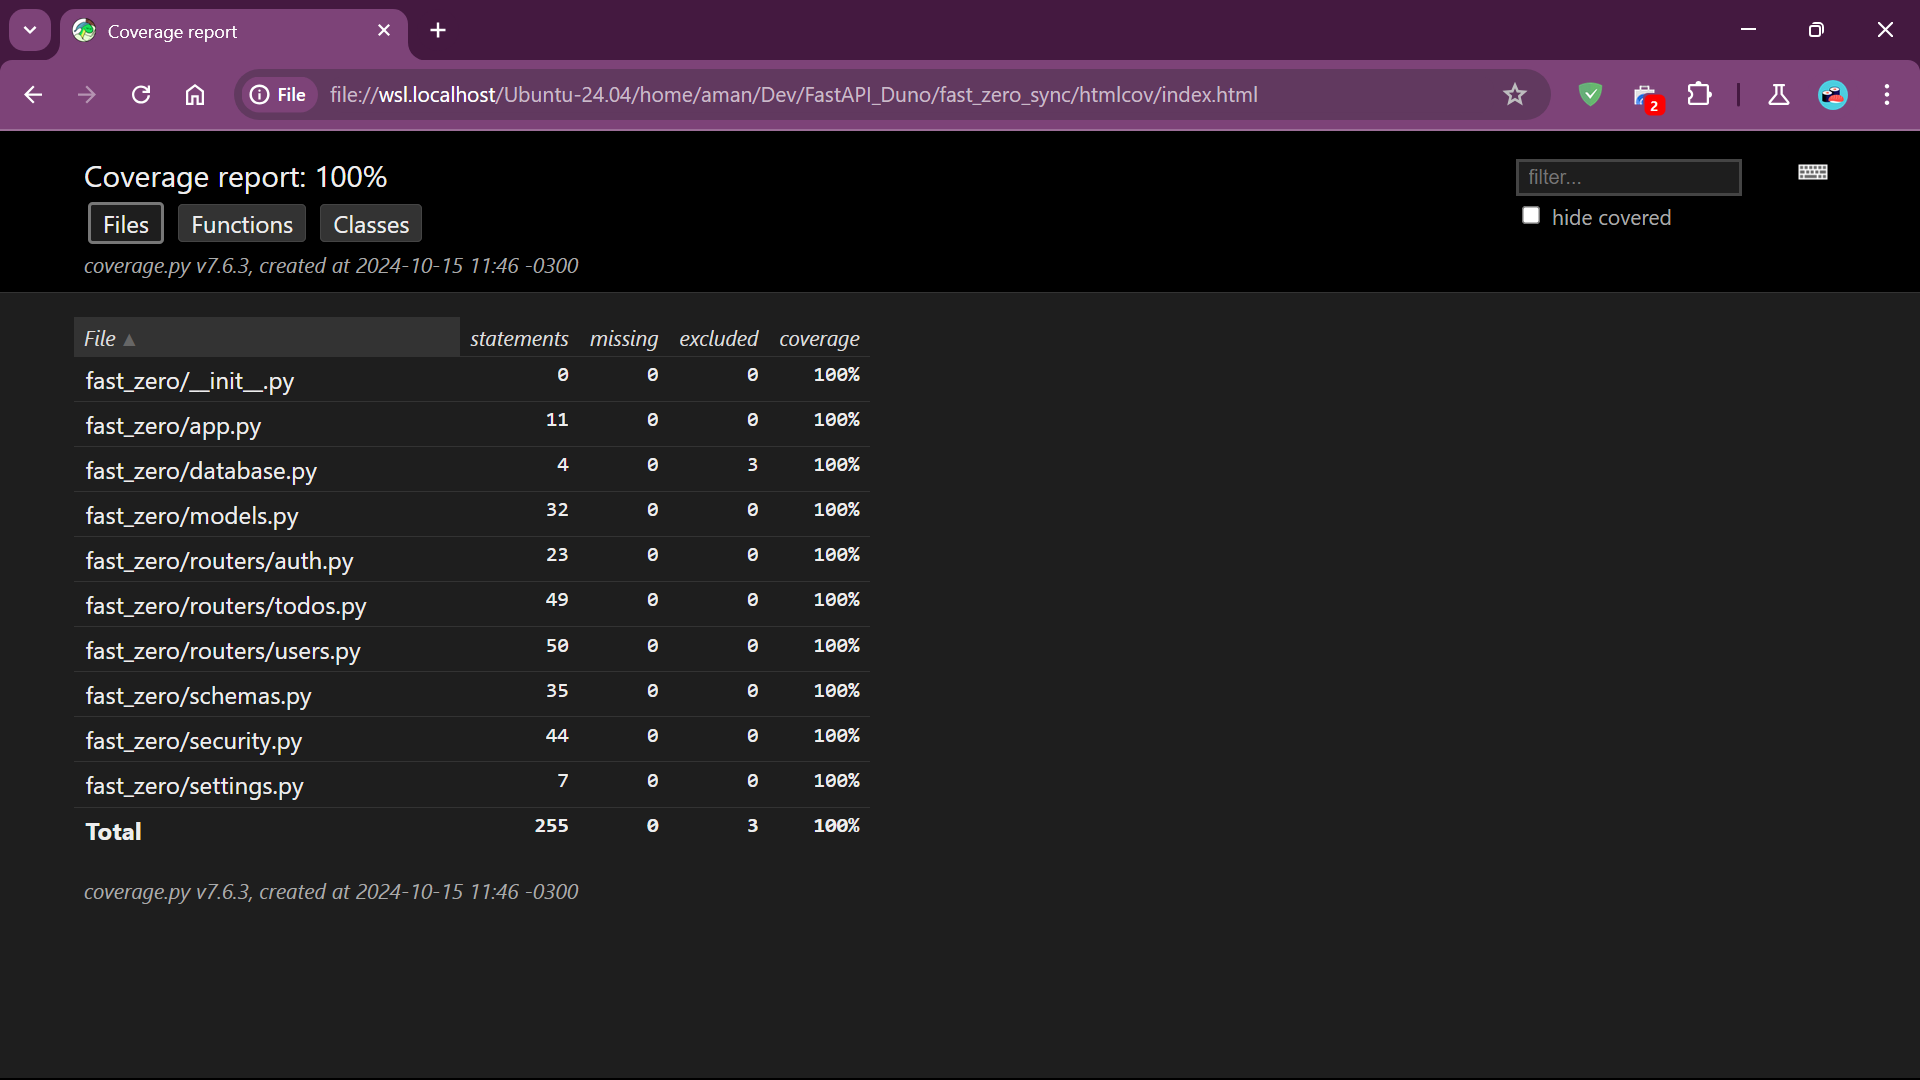 Coverage report
File file://wsl.localhost/Ubuntu-24.04/home/aman/Dev/FastAPI_Duno/fast_zero_sync/htmlcov/index.html
2
Coverage report: 100%
filter...
Files Functions Classes
hide covered
coverage.py v7.6.3, created at 2024-10-15 11:46 -0300
File ▲ statements missing excluded coverage
fast_zero/__init__.py 0 0 0 100%
fast_zero/app.py 11 0 0 100%
fast_zero/database.py 4 0 3 100%
fast_zero/models.py 32 0 0 100%
fast_zero/routers/auth.py 23 0 0 100%
fast_zero/routers/todos.py 49 0 0 100%
fast_zero/routers/users.py 50 0 0 100%
fast_zero/schemas.py 35 0 0 100%
fast_zero/security.py 44 0 0 100%
fast_zero/settings.py 7 0 0 100%
Total 255 0 3 100%
coverage.py v7.6.3, created at 2024-10-15 11:46 -0300